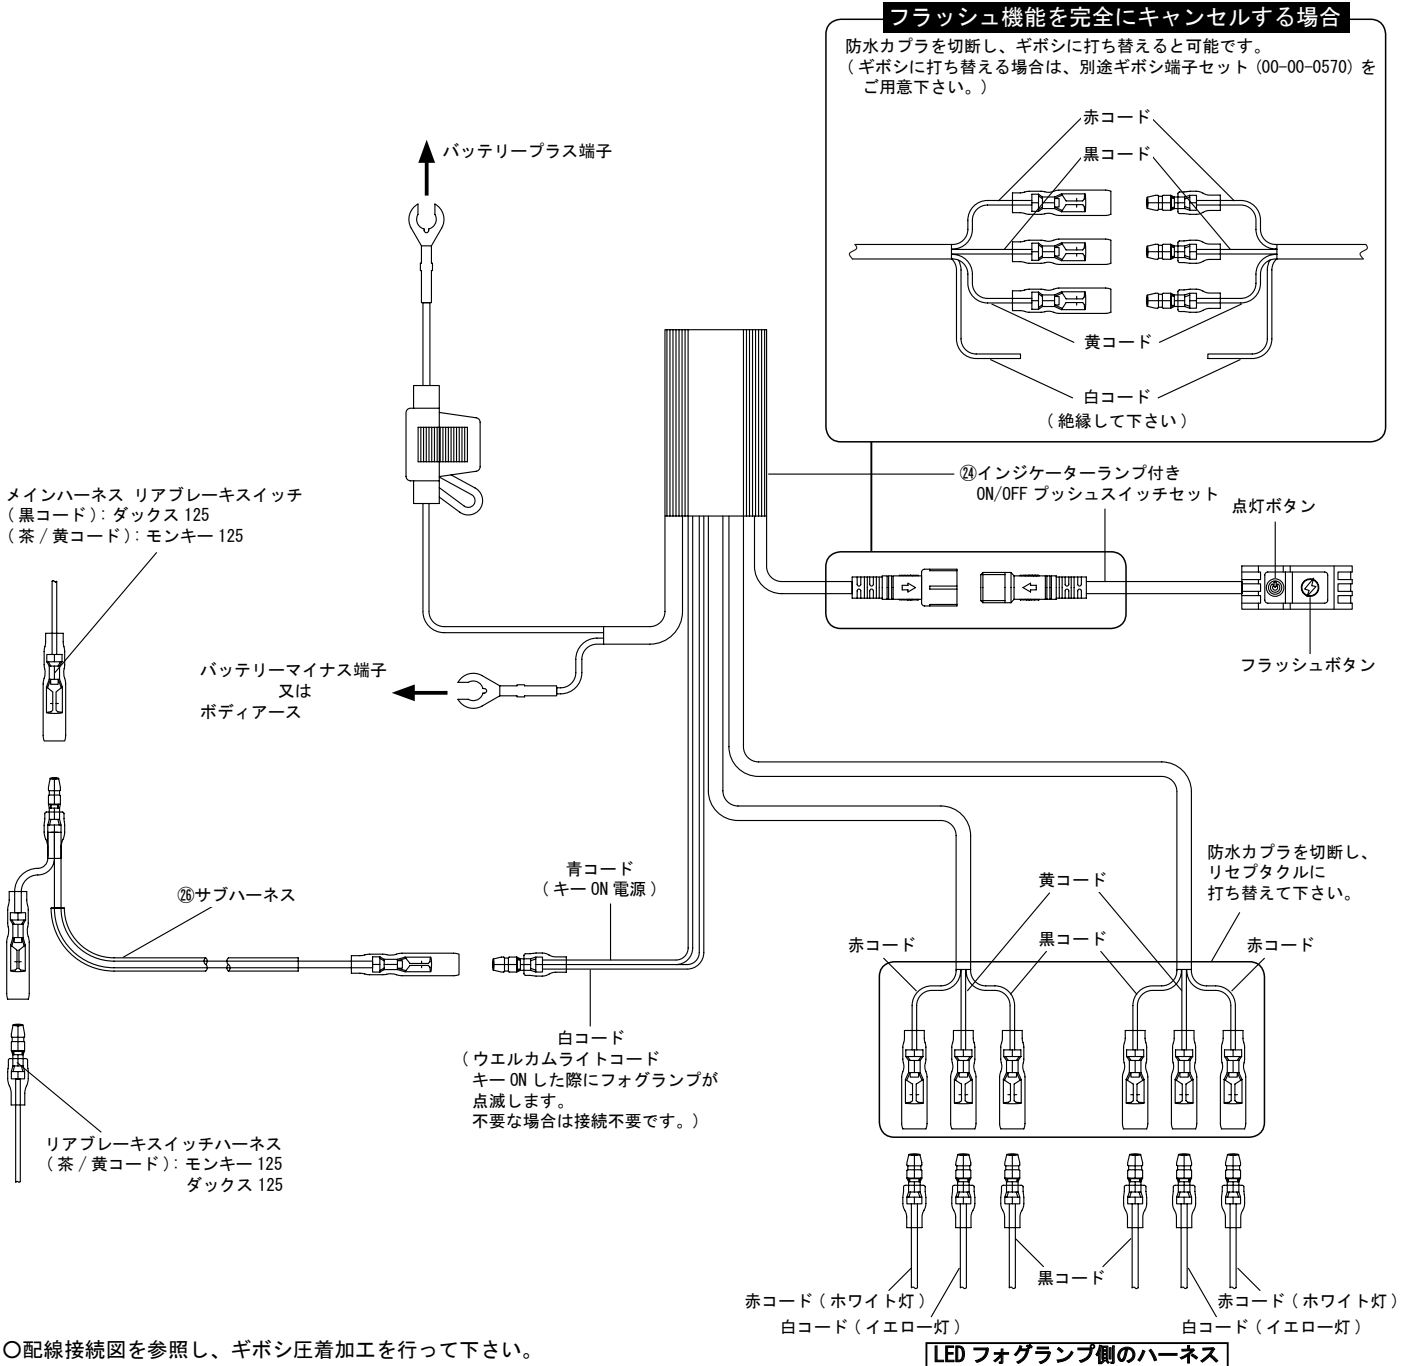 フラッシュ機能を完全にキャンセルする場合
防水カプラを切断し、ギボシに打ち替えると可能です。
(ギボシに打ち替える場合は、別途ギボシ端子セット(00-00-0570)を
ご用意下さい。)
赤コード
黒コード
黄コード
白コード
(絶縁して下さい)
バッテリープラス端子
㉔インジケーターランプ付き
ON/OFF プッシュスイッチセット
点灯ボタン
フラッシュボタン
メインハーネス リアブレーキスイッチ
(黒コード):ダックス125
(茶/黄コード):モンキー125
バッテリーマイナス端子
又は
ボディアース
㉖サブハーネス
青コード
(キーON電源)
白コード
(ウエルカムライトコード
キーONした際にフォグランプが
点滅します。
不要な場合は接続不要です。)
リアブレーキスイッチハーネス
(茶/黄コード):モンキー125
ダックス125
防水カプラを切断し、
リセプタクルに
打ち替えて下さい。
黄コード
赤コード
黒コード
赤コード
黒コード
赤コード(ホワイト灯)
赤コード(ホワイト灯)
白コード(イエロー灯)
白コード(イエロー灯)
LEDフォグランプ側のハーネス
〇配線接続図を参照し、ギボシ圧着加工を行って下さい。